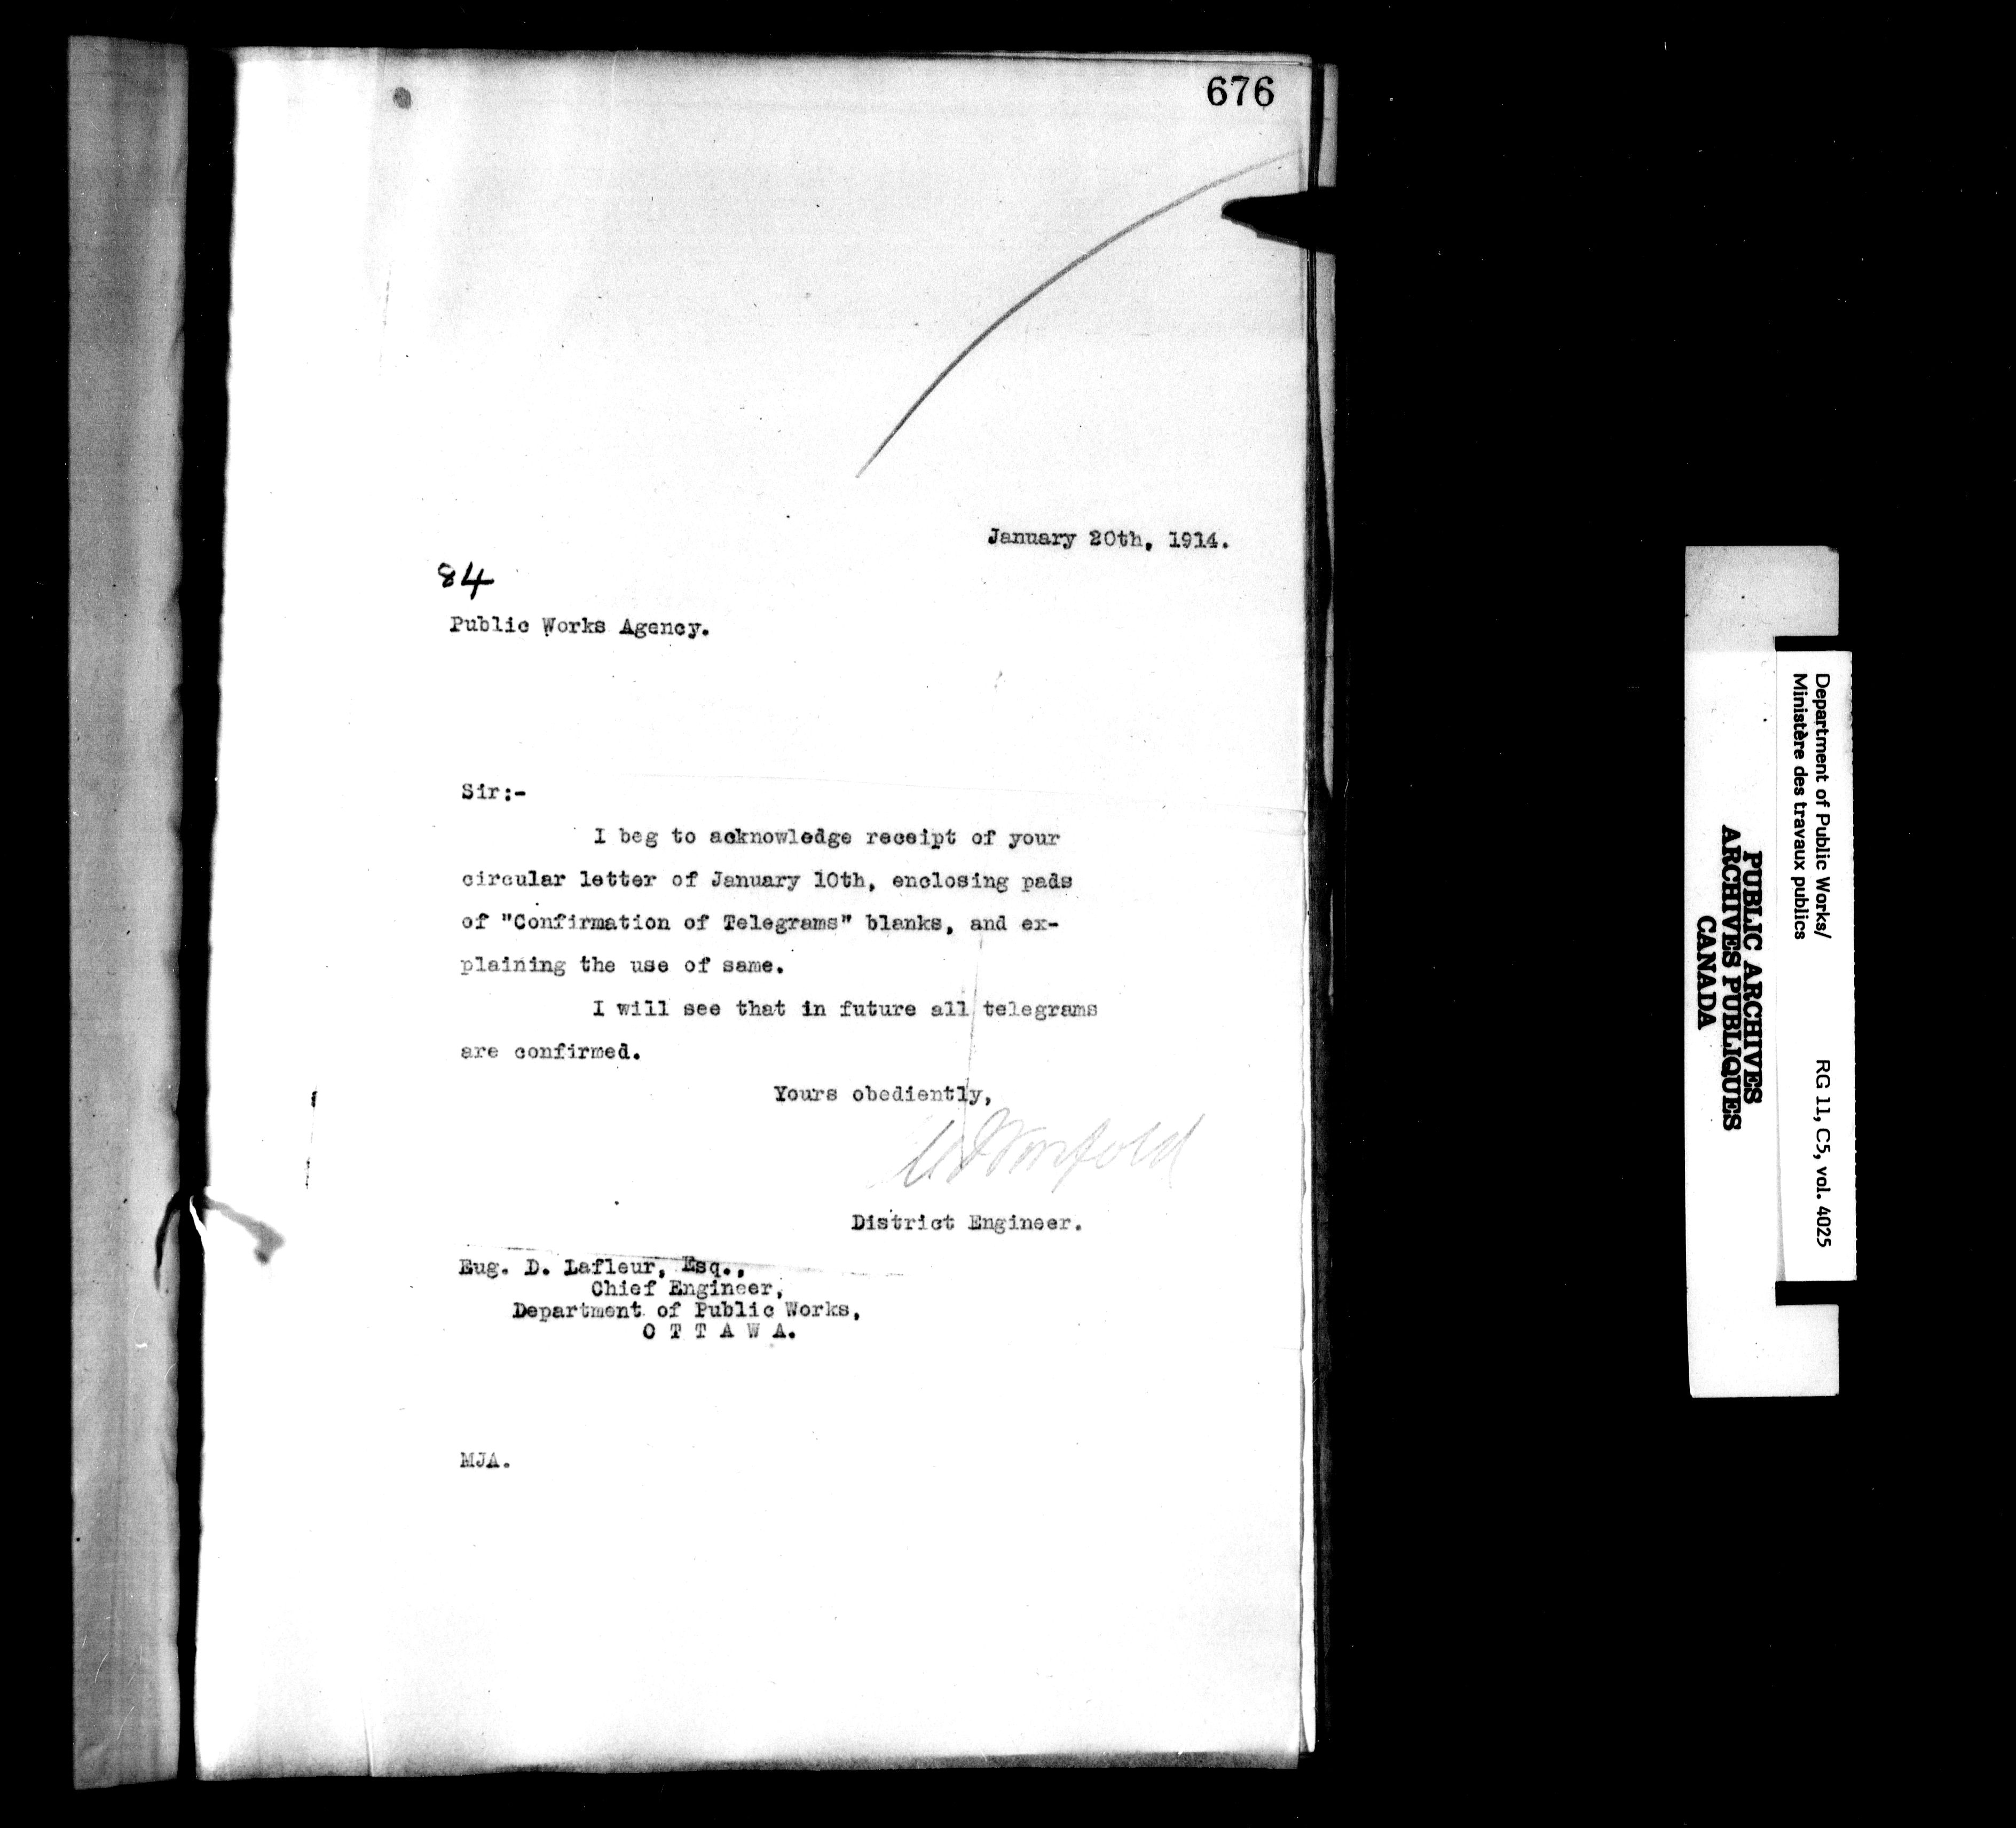 676
January 20th, 1914.
84
Public Works Agency.
Sir:-
I beg to acknowledge receipt of your
circular letter of January 10th, enclosing pads
of "Confirmation of Telegrams" blanks, and ex-
plaining the use of same.
I will see that in future all telegrams
are confirmed.
Yours obediently,
District Engineer.
Eug. D. Lafleur, Esq.,
Chief Engineer,
Department of Public Works,
O T T A W A.
MJA.
Department of Public Works/
Ministère des travaux publics
RG 11, C5, vol. 4025
PUBLIC ARCHIVES
ARCHIVES PUBLIQUES
CANADA